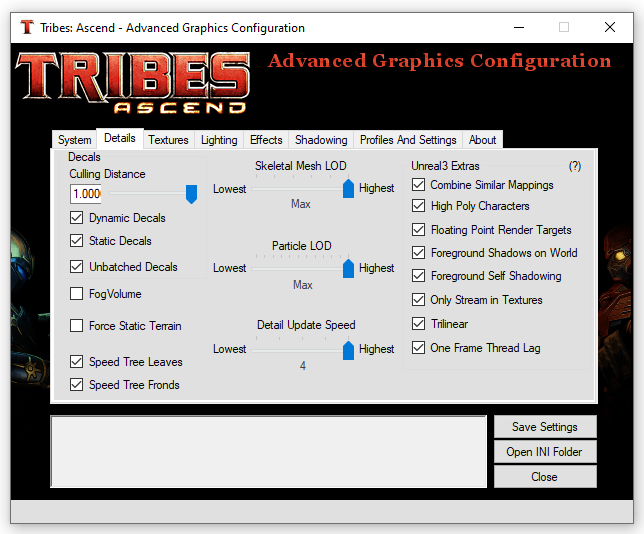 Tribes: Ascend - Advanced Graphics Configuration
TRIBES
ASCEND
Advanced Graphics Configuration
System Details Textures Lighting Effects Shadowing Profiles And Settings About
Decals
Culling Distance
1.000
Dynamic Decals
Static Decals
Unbatched Decals
FogVolume
Force Static Terrain
Speed Tree Leaves
Speed Tree Fronds
Skeletal Mesh LOD
Lowest Highest
Max
Particle LOD
Lowest Highest
Max
Detail Update Speed
Lowest Highest
4
Unreal3 Extras (?)
Combine Similar Mappings
High Poly Characters
Floating Point Render Targets
Foreground Shadows on World
Foreground Self Shadowing
Only Stream in Textures
Trilinear
One Frame Thread Lag
Save Settings
Open INI Folder
Close